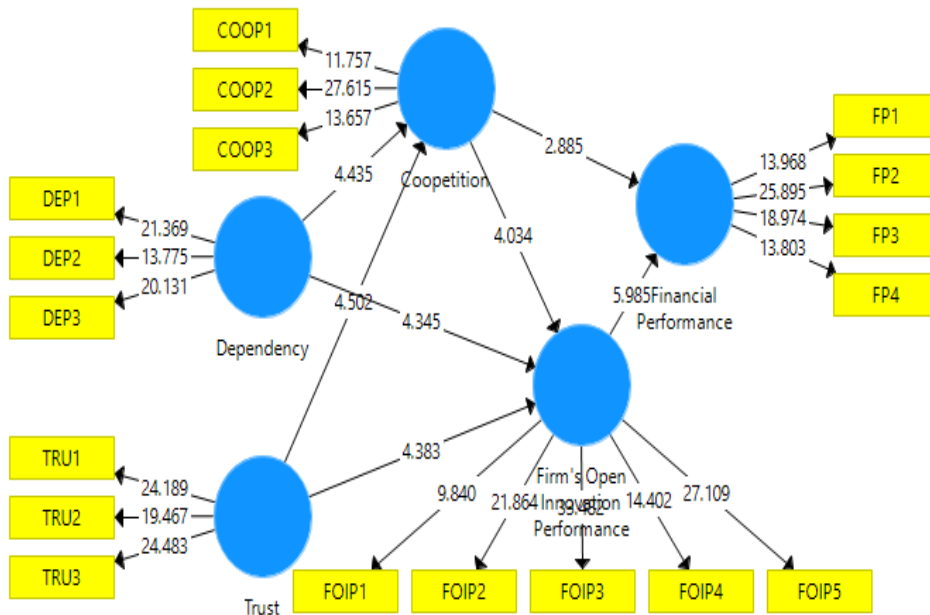 COOP1
11.757
COOP2
27.615
COOP3
13.657
Coopetition
2.885
FP1
13.968
FP2
25.895
FP3
18.974
FP4
13.803
Financial
Performance
5.985
4.435
4.034
DEP1
21.369
DEP2
13.775
DEP3
20.131
Dependency
4.502
4.345
4.383
TRU1
24.189
TRU2
19.467
TRU3
24.483
Trust
Firm's Open
Innovation
Performance
9.840
21.864
14.402
27.109
FOIP1
FOIP2
FOIP3
FOIP4
FOIP5